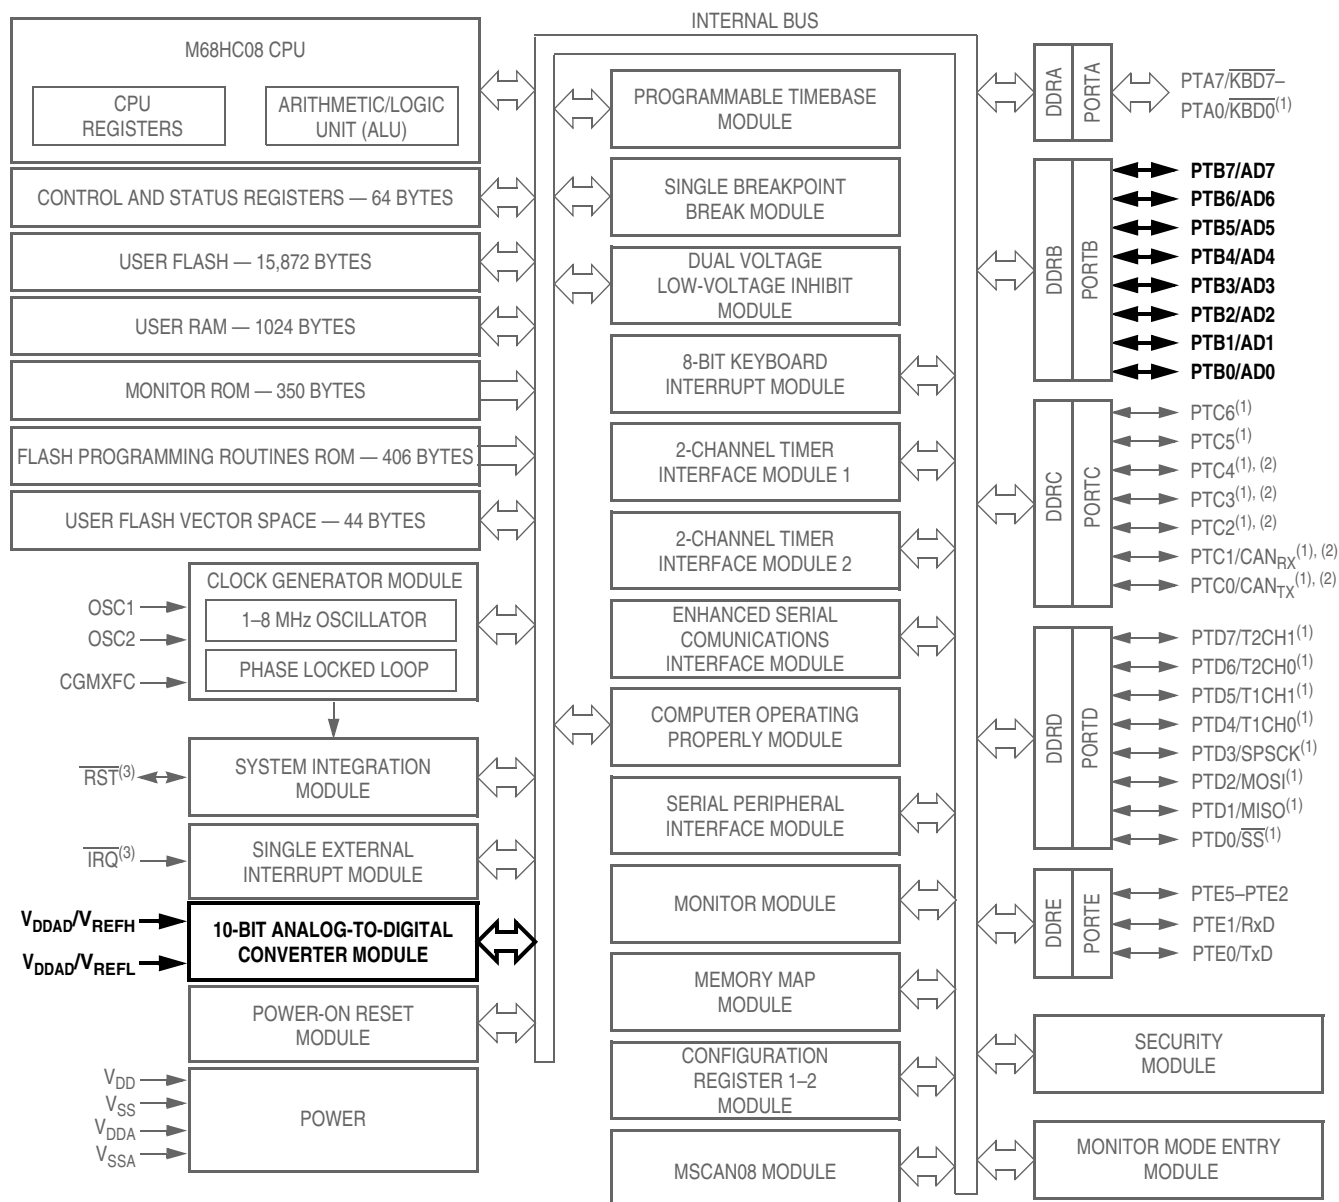 INTERNAL BUS
M68HC08 CPU
CPU
REGISTERS
ARITHMETIC/LOGIC
UNIT (ALU)
CONTROL AND STATUS REGISTERS — 64 BYTES
USER FLASH — 15,872 BYTES
USER RAM — 1024 BYTES
MONITOR ROM — 350 BYTES
FLASH PROGRAMMING ROUTINES ROM — 406 BYTES
USER FLASH VECTOR SPACE — 44 BYTES
CLOCK GENERATOR MODULE
1–8 MHz OSCILLATOR
PHASE LOCKED LOOP
OSC1
OSC2
CGMXFC
SYSTEM INTEGRATION
MODULE
RST(3)
SINGLE EXTERNAL
INTERRUPT MODULE
IRQ(3)
10-BIT ANALOG-TO-DIGITAL
CONVERTER MODULE
VDDAD/VREFH
VDDAD/VREFL
POWER-ON RESET
MODULE
POWER
VDD
VSS
VDDA
VSSA
PROGRAMMABLE TIMEBASE
MODULE
SINGLE BREAKPOINT
BREAK MODULE
DUAL VOLTAGE
LOW-VOLTAGE INHIBIT
MODULE
8-BIT KEYBOARD
INTERRUPT MODULE
2-CHANNEL TIMER
INTERFACE MODULE 1
2-CHANNEL TIMER
INTERFACE MODULE 2
ENHANCED SERIAL
COMUNICATIONS
INTERFACE MODULE
COMPUTER OPERATING
PROPERLY MODULE
SERIAL PERIPHERAL
INTERFACE MODULE
MONITOR MODULE
MEMORY MAP
MODULE
CONFIGURATION
REGISTER 1–2
MODULE
MSCAN08 MODULE
DDRA
PORTA
PTA7/KBD7–
PTA0/KBD0(1)
DDRB
PORTB
PTB7/AD7
PTB6/AD6
PTB5/AD5
PTB4/AD4
PTB3/AD3
PTB2/AD2
PTB1/AD1
PTB0/AD0
DDRC
PORTC
PTC6(1)
PTC5(1)
PTC4(1), (2)
PTC3(1), (2)
PTC2(1), (2)
PTC1/CANRX(1), (2)
PTC0/CANTX(1), (2)
DDRD
PORTD
PTD7/T2CH1(1)
PTD6/T2CH0(1)
PTD5/T1CH1(1)
PTD4/T1CH0(1)
PTD3/SPSCK(1)
PTD2/MOSI(1)
PTD1/MISO(1)
PTD0/SS(1)
DDRE
PORTE
PTE5–PTE2
PTE1/RxD
PTE0/TxD
SECURITY
MODULE
MONITOR MODE ENTRY
MODULE